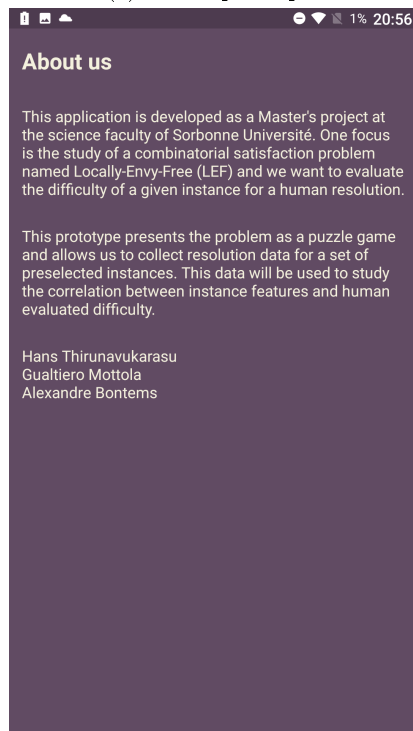 1% 20:56
About us
This application is developed as a Master's project at
the science faculty of Sorbonne Université. One focus
is the study of a combinatorial satisfaction problem
named Locally-Envy-Free (LEF) and we want to evaluate
the difficulty of a given instance for a human resolution.
This prototype presents the problem as a puzzle game
and allows us to collect resolution data for a set of
preselected instances. This data will be used to study
the correlation between instance features and human
evaluated difficulty.
Hans Thirunavukarasu
Gualtiero Mottola
Alexandre Bontems